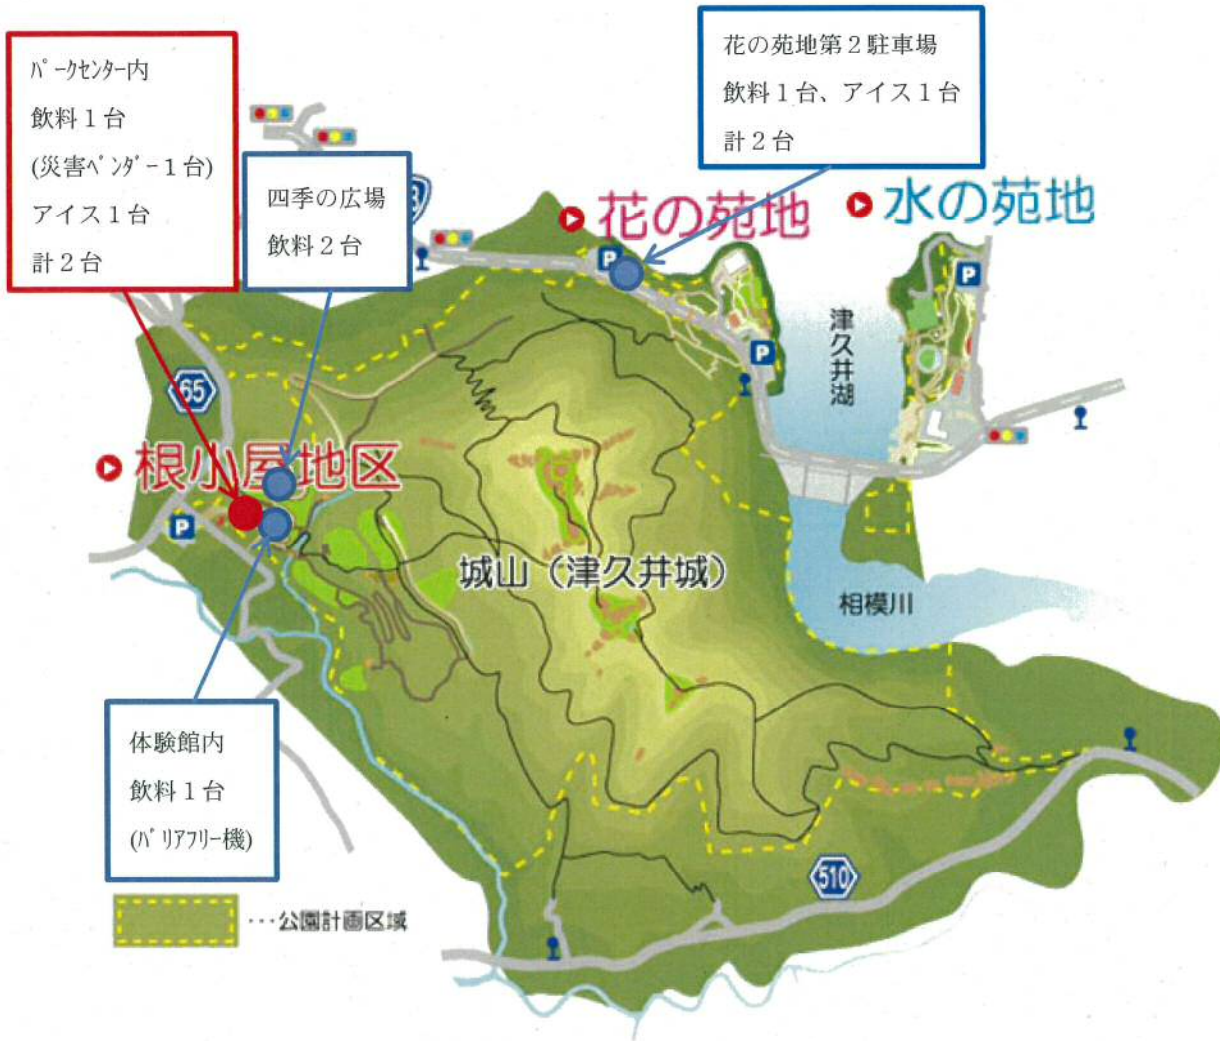 パークセンター内
飲料１台
(災害ベンダー１台)
アイス１台
計２台
四季の広場
飲料２台
花の苑地第２駐車場
飲料１台、アイス１台
計２台
花の苑地
水の苑地
P
P
P
津久井湖
65
根小屋地区
P
城山（津久井城）
相模川
体験館内
飲料１台
(バリアフリー機)
510
…公園計画区域